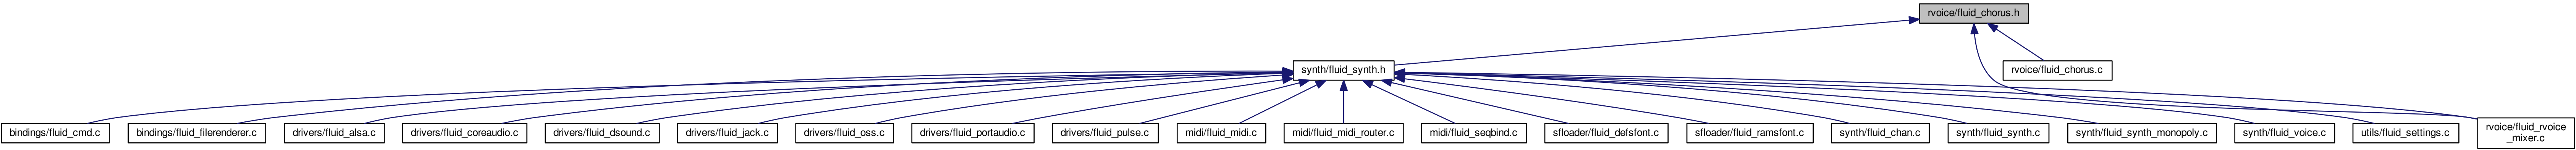 rvoice/fluid_chorus.h
synth/fluid_synth.h
rvoice/fluid_chorus.c
bindings/fluid_cmd.c
bindings/fluid_filerenderer.c
drivers/fluid_alsa.c
drivers/fluid_coreaudio.c
drivers/fluid_dsound.c
drivers/fluid_jack.c
drivers/fluid_oss.c
drivers/fluid_portaudio.c
drivers/fluid_pulse.c
midi/fluid_midi.c
midi/fluid_midi_router.c
midi/fluid_seqbind.c
sfloader/fluid_defsfont.c
sfloader/fluid_ramsfont.c
synth/fluid_chan.c
synth/fluid_synth.c
synth/fluid_synth_monopoly.c
synth/fluid_voice.c
utils/fluid_settings.c
rvoice/fluid_rvoice
_mixer.c